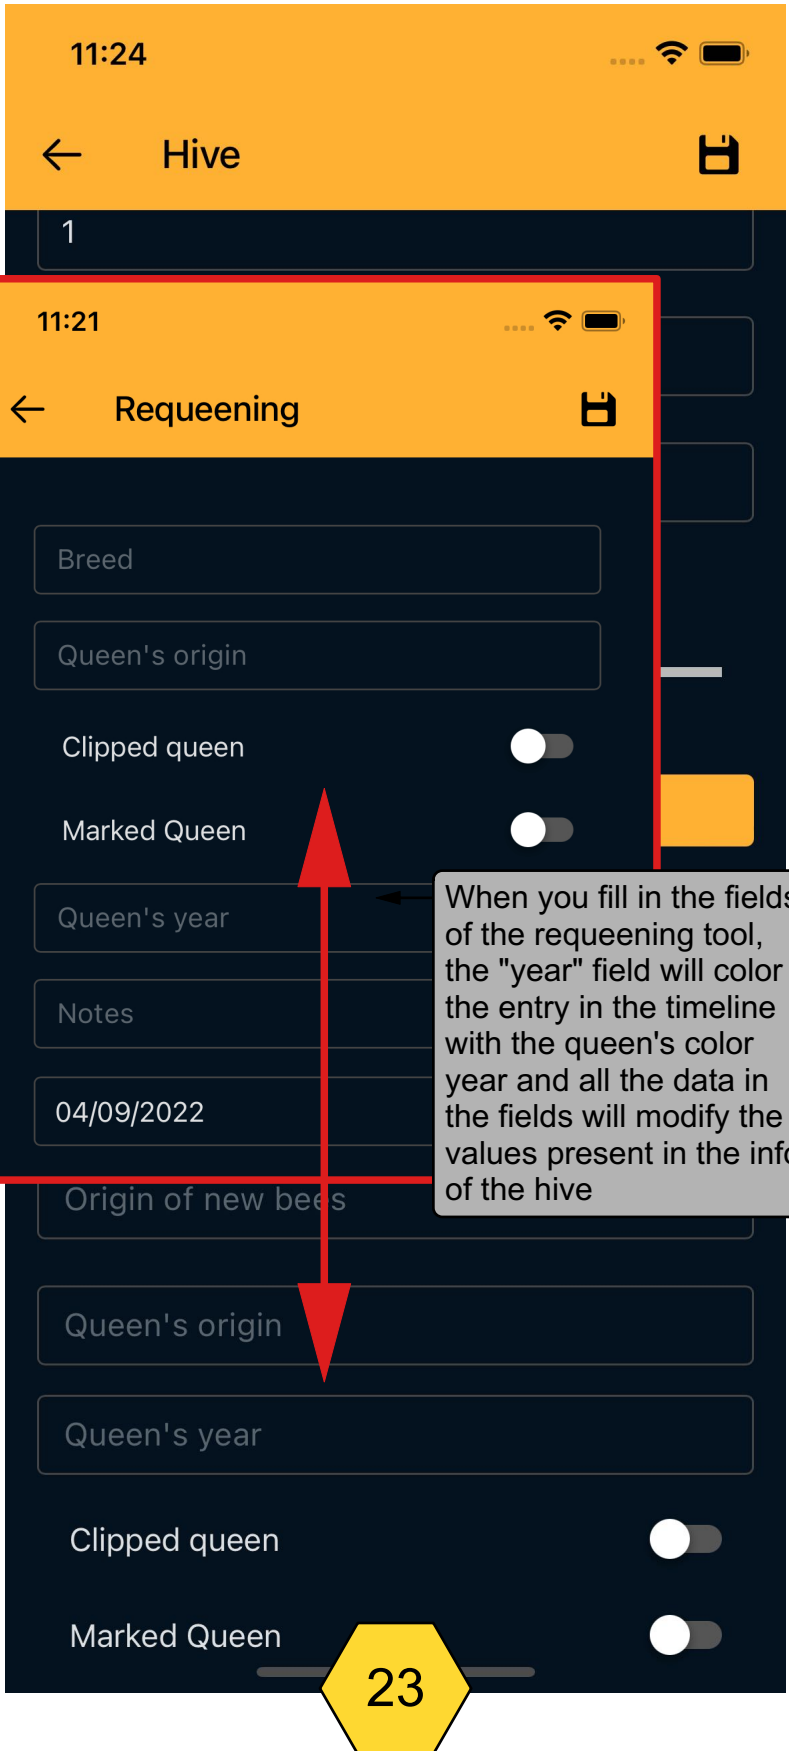 11:24
Hive
1
11:21
Requeening
Breed
Queen's origin
Clipped queen
Marked Queen
Queen's year
Notes
04/09/2022
When you fill in the fields
of the requeening tool,
the "year" field will color
the entry in the timeline
with the queen's color
year and all the data in
the fields will modify the
values present in the info
of the hive
Origin of new bees
Queen's origin
Queen's year
Clipped queen
Marked Queen
23